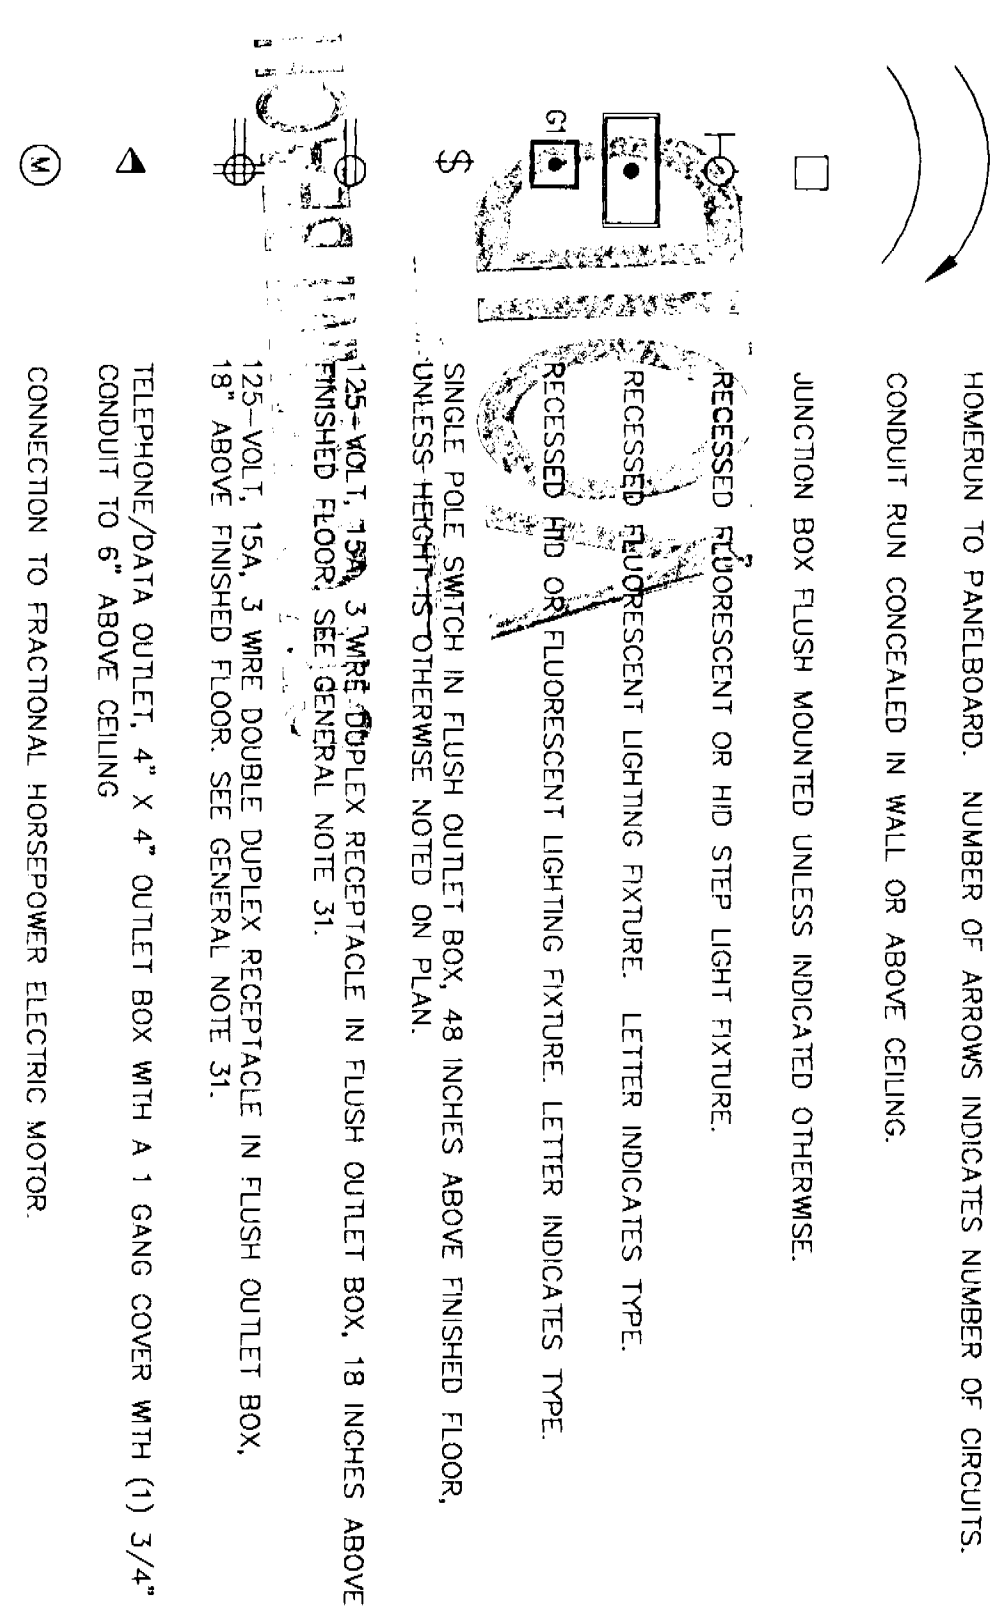 HOMERUN TO PANELBOARD. NUMBER OF ARROWS INDICATES NUMBER OF CIRCUITS.
CONDUIT RUN CONCEALED IN WALL OR ABOVE CEILING.
JUNCTION BOX FLUSH MOUNTED UNLESS INDICATED OTHERWISE.
RECESSED FLUORESCENT OR HID STEP LIGHT FIXTURE.
RECESSED FLUORESCENT LIGHTING FIXTURE. LETTER INDICATES TYPE.
G1 RECESSED HID OR FLUORESCENT LIGHTING FIXTURE. LETTER INDICATES TYPE.
$ SINGLE POLE SWITCH IN FLUSH OUTLET BOX, 48 INCHES ABOVE FINISHED FLOOR,
UNLESS HEIGHT IS OTHERWISE NOTED ON PLAN.
125-VOLT, 15A, 3 WIRE DUPLEX RECEPTACLE IN FLUSH OUTLET BOX, 18 INCHES ABOVE
FINISHED FLOOR. SEE GENERAL NOTE 31.
125-VOLT, 15A, 3 WIRE DOUBLE DUPLEX RECEPTACLE IN FLUSH OUTLET BOX,
18" ABOVE FINISHED FLOOR. SEE GENERAL NOTE 31.
TELEPHONE/DATA OUTLET, 4" X 4" OUTLET BOX WITH A 1 GANG COVER WITH (1) 3/4"
CONDUIT TO 6" ABOVE CEILING
M CONNECTION TO FRACTIONAL HORSEPOWER ELECTRIC MOTOR.